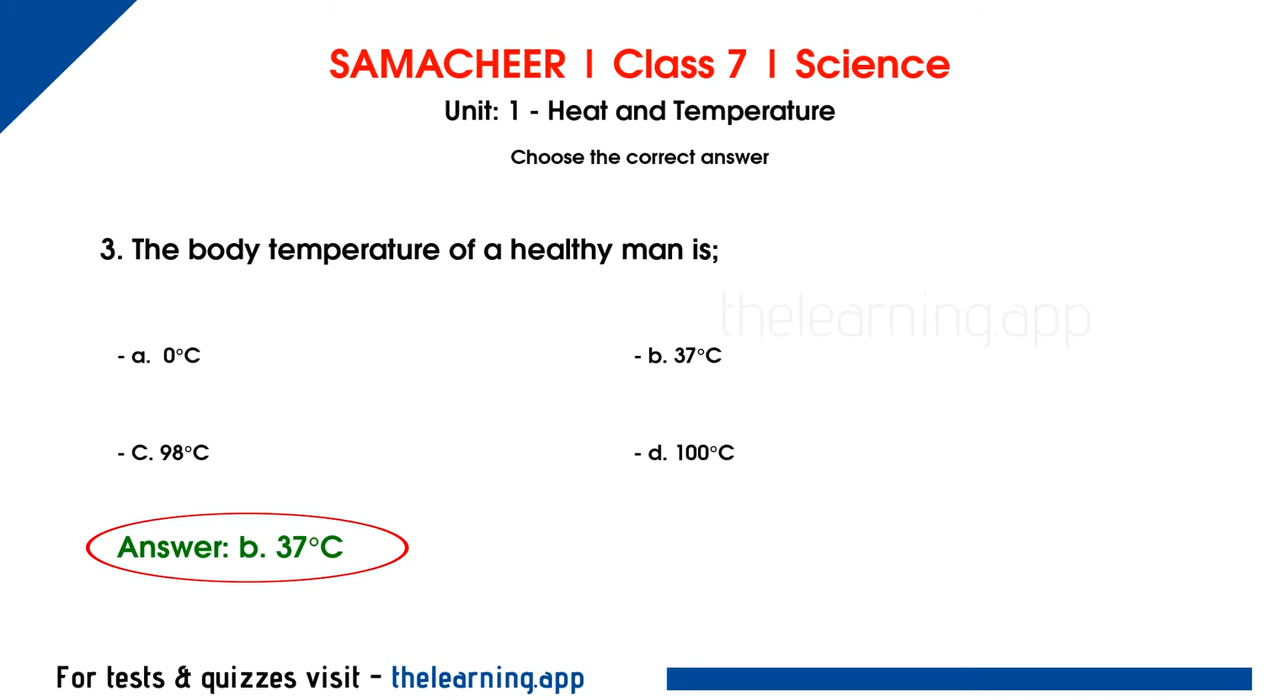 SAMACHEER | Class 7 | Science
Unit: 1 - Heat and Temperature
Choose the correct answer
3. The body temperature of a healthy man is;
thelearning.app
- a. 0°C
- b. 37°C
- C. 98°C
- d. 100°C
Answer: b. 37°C
For tests & quizzes visit - thelearning.app